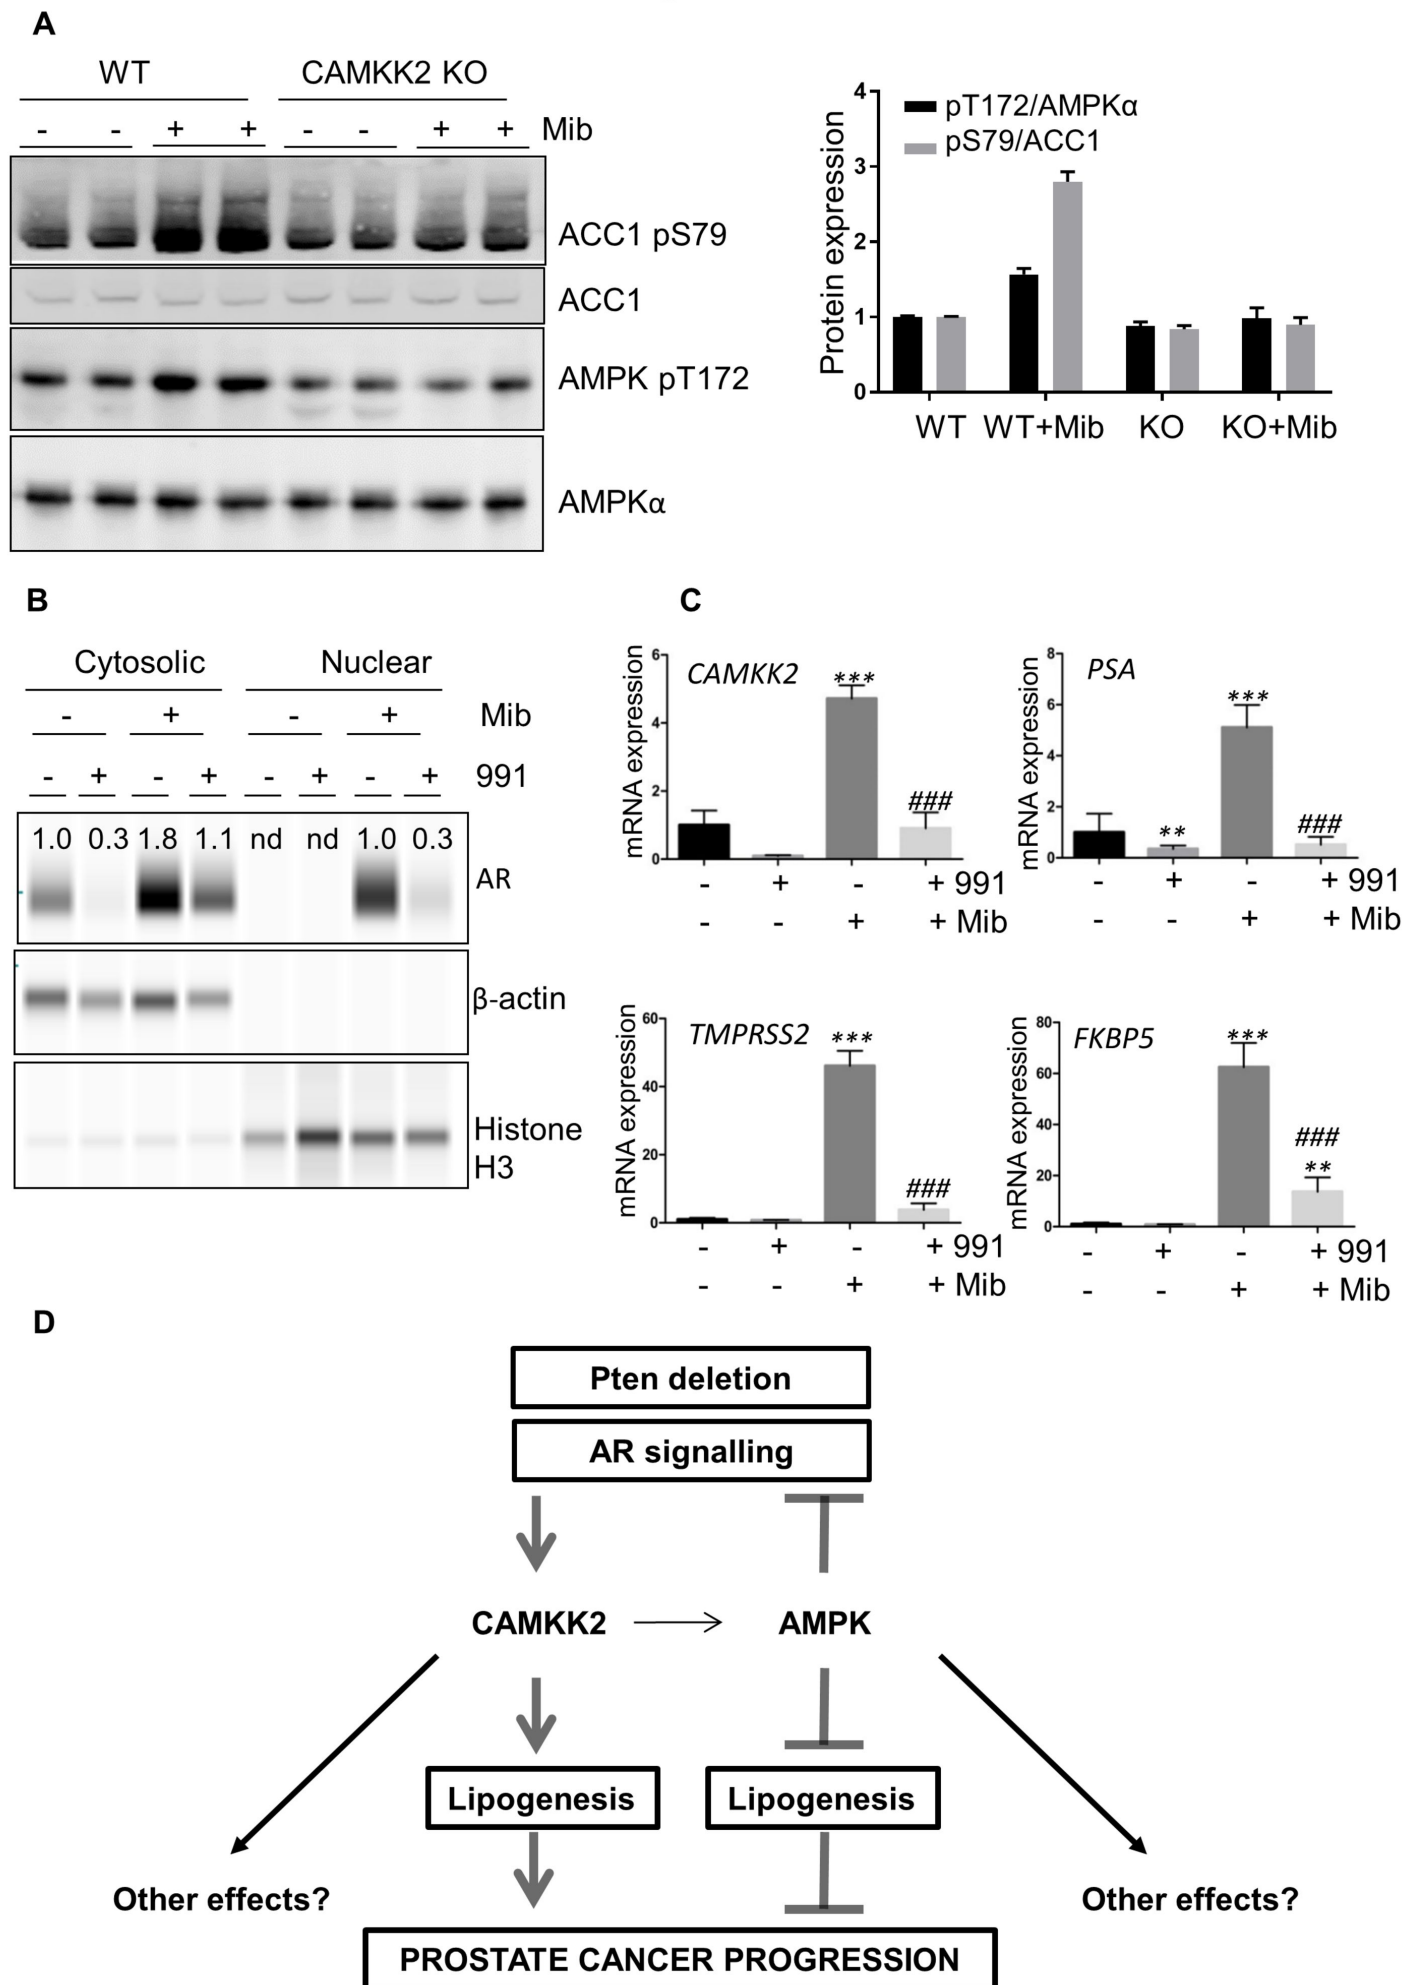 A
WT CAMKK2 KO
- - + + - - + + Mib
ACC1 pS79
ACC1
AMPK pT172
AMPKα
Protein expression
4
3
2
1
0
pT172/AMPKα
pS79/ACC1
WT WT+Mib KO KO+Mib
B
Cytosolic Nuclear
- + - + Mib
- + - + - + - + 991
1.0 0.3 1.8 1.1 nd nd 1.0 0.3
AR
β-actin
Histone
H3
C
mRNA expression
6
4
2
0
CAMKK2
***
###
- + - + 991
- - + + Mib
mRNA expression
8
6
4
2
0
PSA
**
***
###
- + - + 991
- - + + Mib
mRNA expression
60
40
20
0
TMPRSS2
***
###
- + - + 991
- - + + Mib
mRNA expression
80
60
40
20
0
FKBP5
***
###
**
- + - + 991
- - + + Mib
D
Pten deletion
AR signalling
CAMKK2 AMPK
Lipogenesis Lipogenesis
Other effects? Other effects?
PROSTATE CANCER PROGRESSION